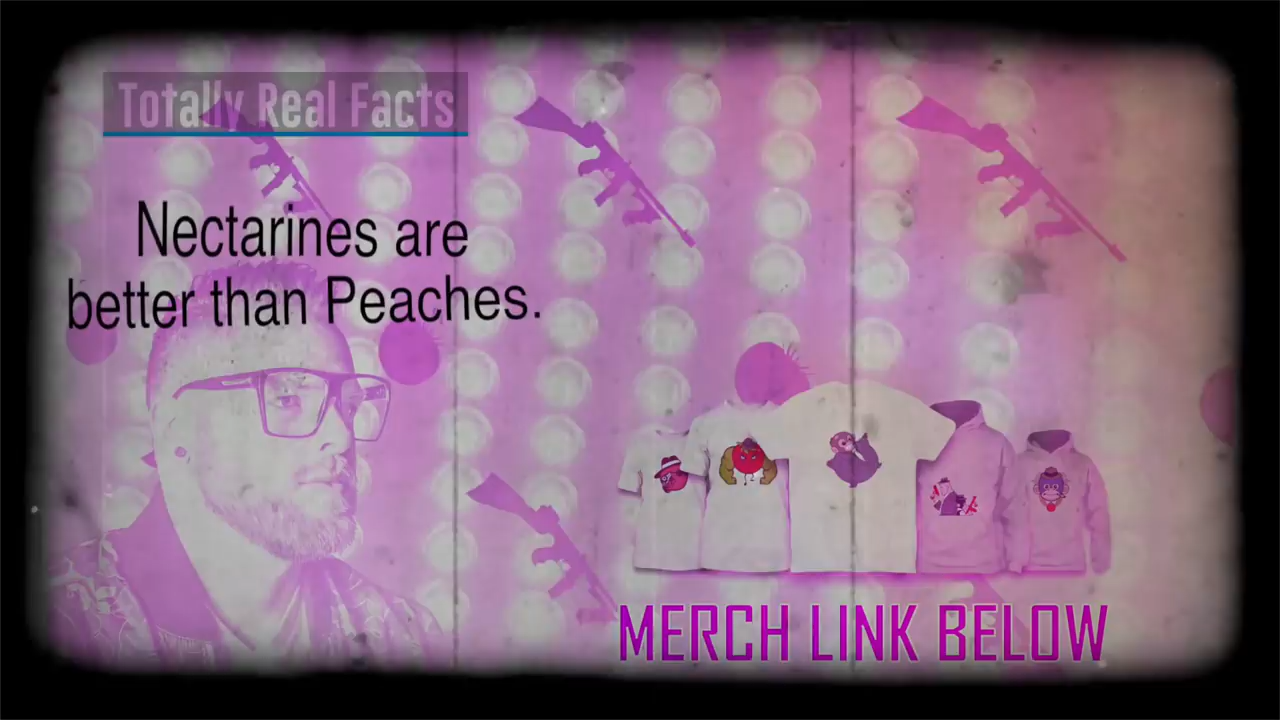 Totally Real Facts
Nectarines are
better than Peaches.
MERCH LINK BELOW